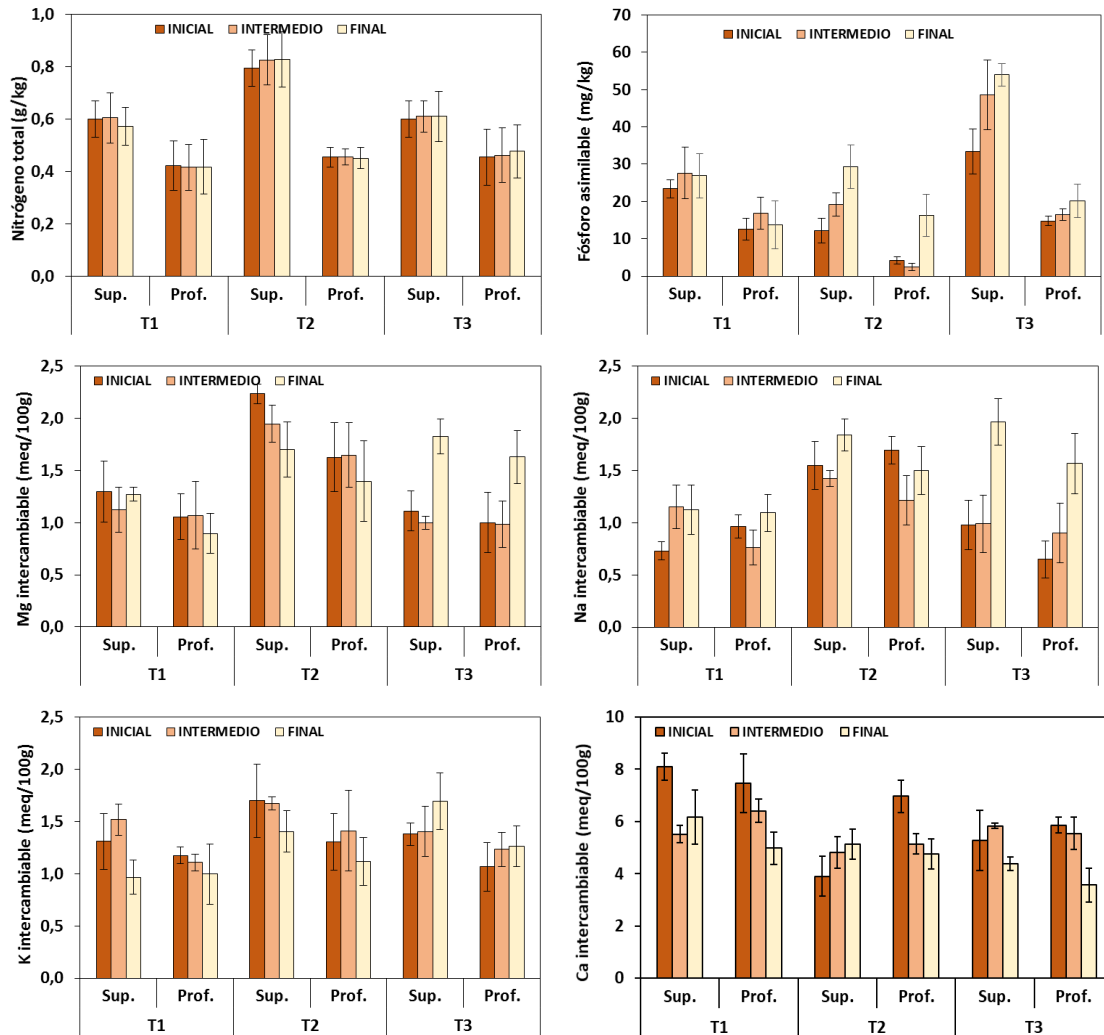 Nitrógeno total (g/kg)
1,0
0,8
0,6
0,4
0,2
0,0
INICIAL INTERMEDIO FINAL
Sup. Prof. Sup. Prof. Sup. Prof.
T1 T2 T3
Fósforo asimilable (mg/kg)
70
60
50
40
30
20
10
0
INICIAL INTERMEDIO FINAL
Sup. Prof. Sup. Prof. Sup. Prof.
T1 T2 T3
Mg intercambiable (meq/100g)
2,5
2,0
1,5
1,0
0,5
0,0
INICIAL INTERMEDIO FINAL
Sup. Prof. Sup. Prof. Sup. Prof.
T1 T2 T3
Na intercambiable (meq/100g)
2,5
2,0
1,5
1,0
0,5
0,0
INICIAL INTERMEDIO FINAL
Sup. Prof. Sup. Prof. Sup. Prof.
T1 T2 T3
K intercambiable (meq/100g)
2,5
2,0
1,5
1,0
0,5
0,0
INICIAL INTERMEDIO FINAL
Sup. Prof. Sup. Prof. Sup. Prof.
T1 T2 T3
Ca intercambiable (meq/100g)
10
8
6
4
2
0
INICIAL INTERMEDIO FINAL
Sup. Prof. Sup. Prof. Sup. Prof.
T1 T2 T3